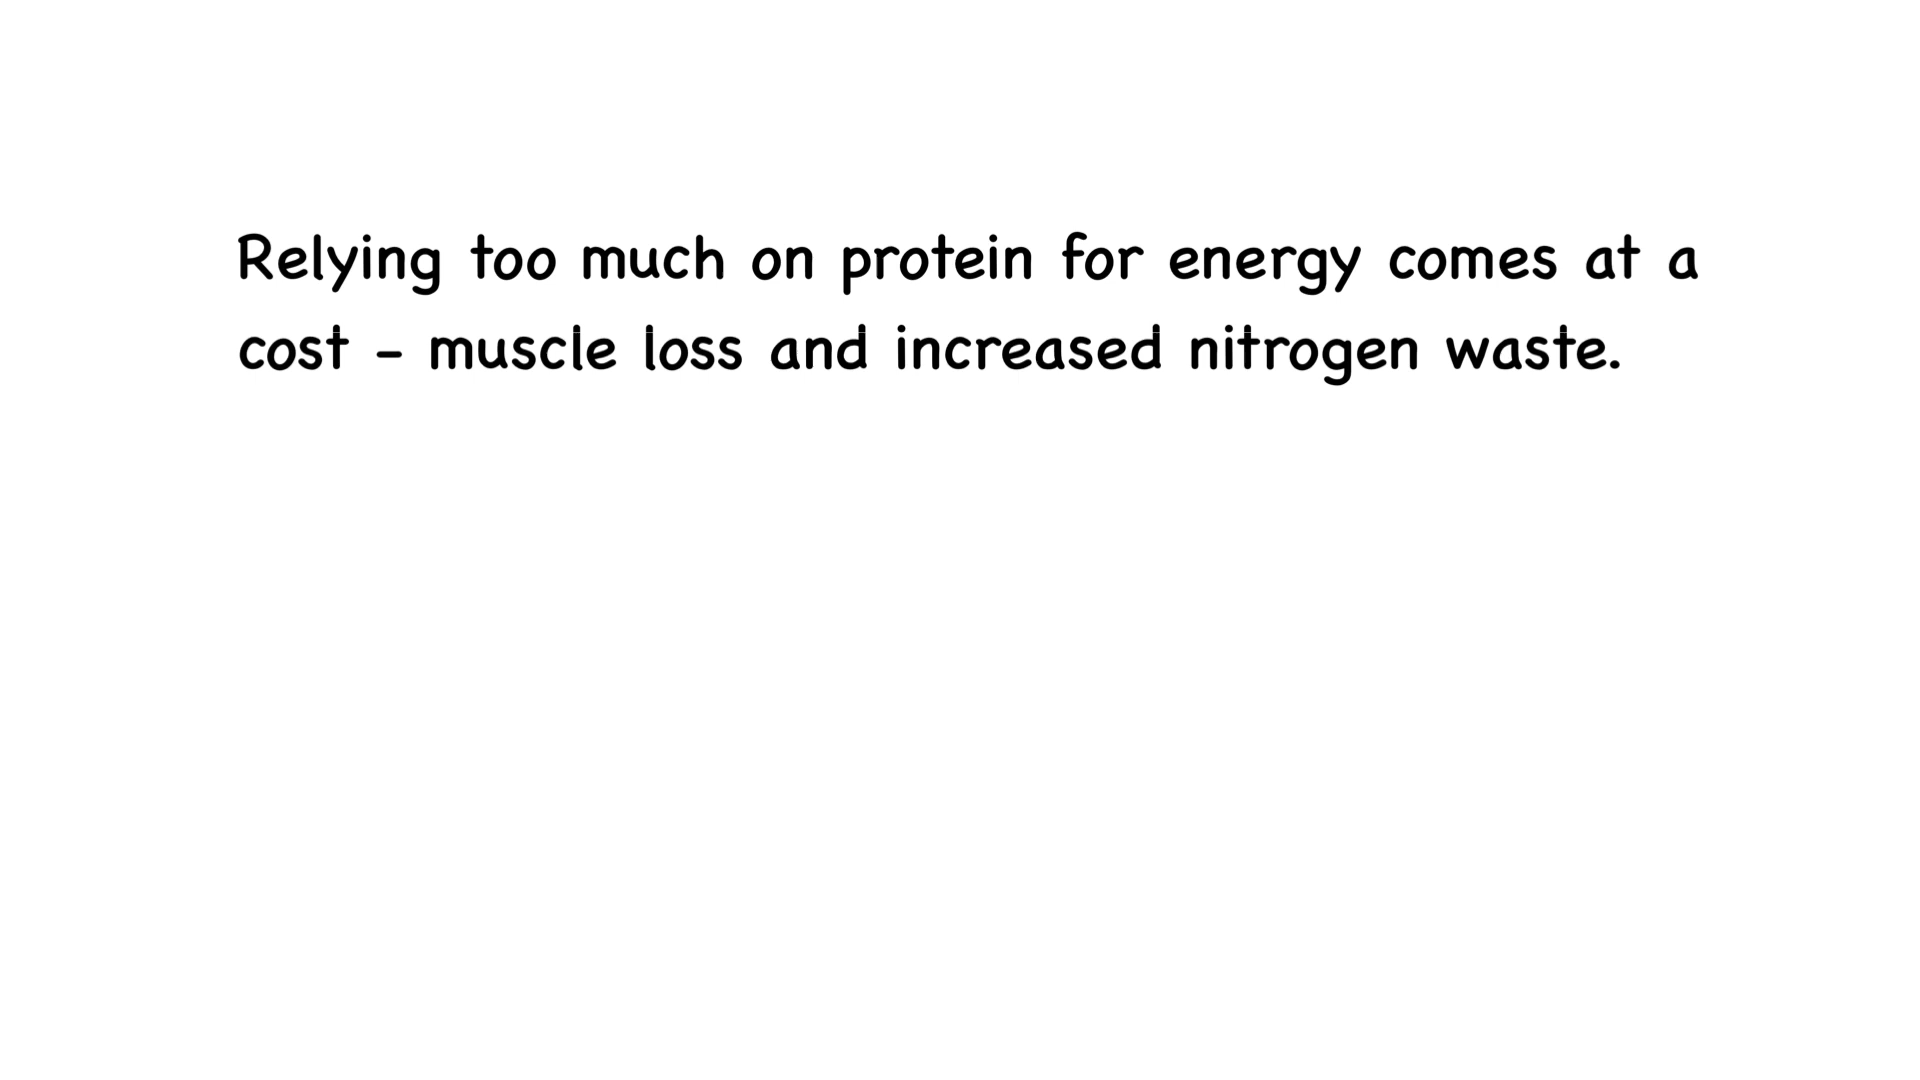 Relying too much on protein for energy comes at a
cost - muscle loss and increased nitrogen waste.